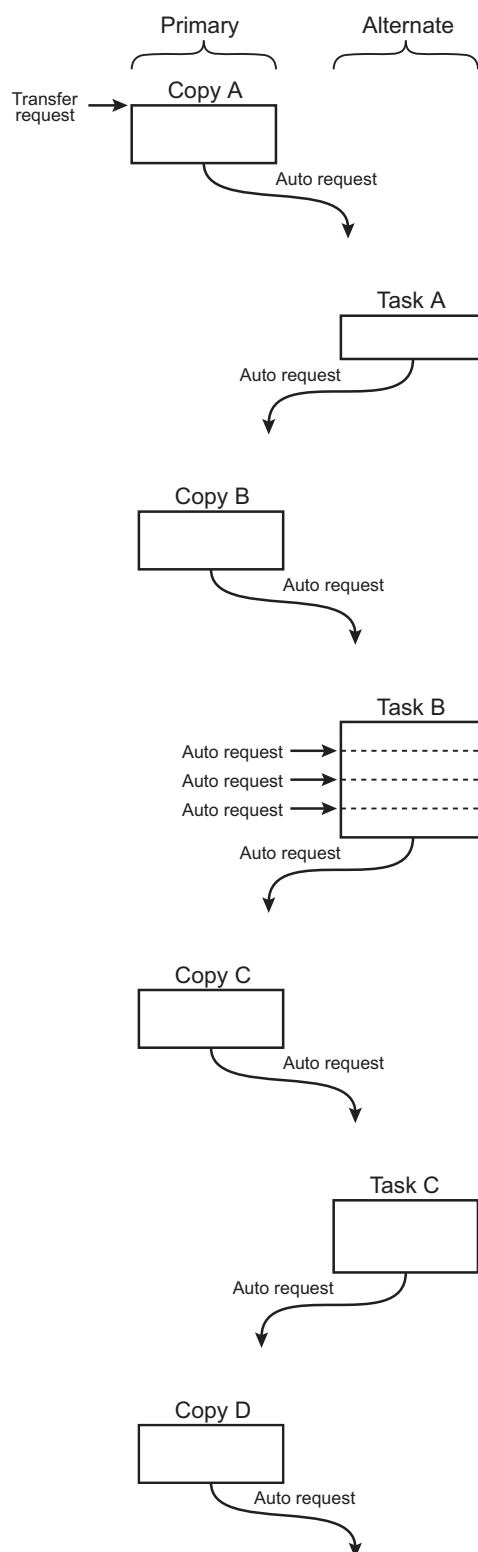 Primary
Alternate
Copy A
Transfer
request
Auto request
Task A
Auto request
Copy B
Auto request
Task B
Auto request
Auto request
Auto request
Auto request
Copy C
Auto request
Task C
Auto request
Copy D
Auto request